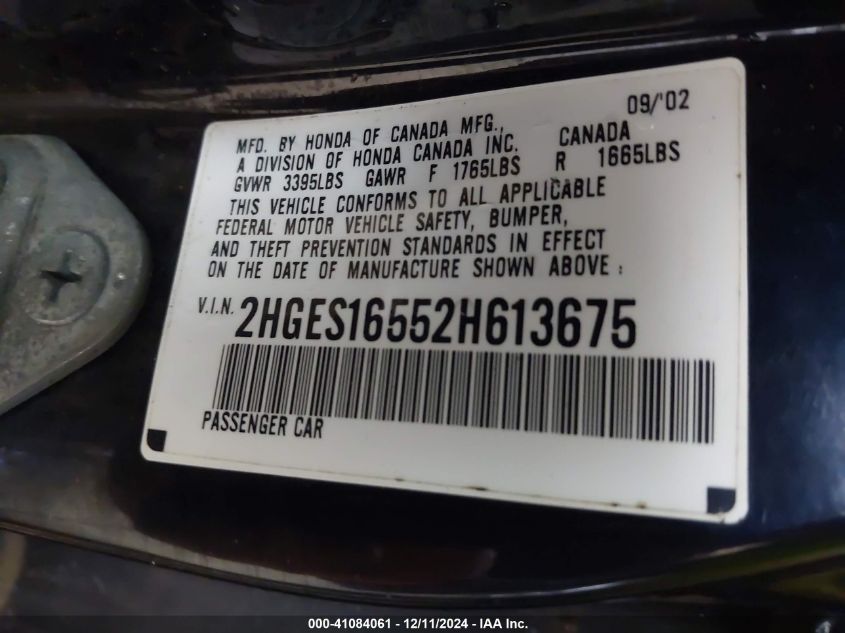 09/'02
MFD. BY HONDA OF CANADA MFG.,
A DIVISION OF HONDA CANADA INC. CANADA
GVWR 3395LBS GAWR F 1765LBS R 1665LBS
THIS VEHICLE CONFORMS TO ALL APPLICABLE
FEDERAL MOTOR VEHICLE SAFETY, BUMPER,
AND THEFT PREVENTION STANDARDS IN EFFECT
ON THE DATE OF MANUFACTURE SHOWN ABOVE :
V.I.N. 2HGES16552H613675
PASSENGER CAR
000-41084061 - 12/11/2024 - IAA Inc.